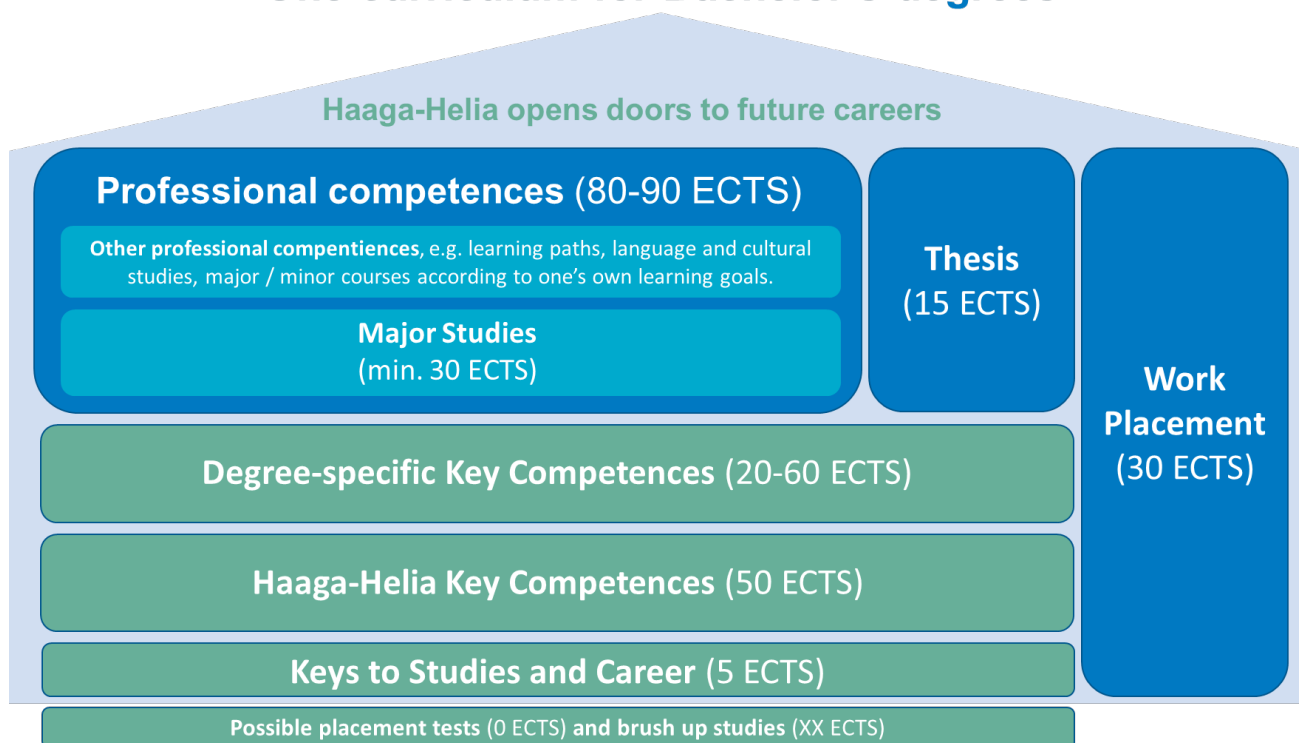 Haaga-Helia opens doors to future careers
Professional competences (80-90 ECTS)
Other professional compentiences, e.g. learning paths, language and cultural
studies, major / minor courses according to one's own learning goals.
Major Studies
(min. 30 ECTS)
Thesis
(15 ECTS)
Work
Placement
(30 ECTS)
Degree-specific Key Competences (20-60 ECTS)
Haaga-Helia Key Competences (50 ECTS)
Keys to Studies and Career (5 ECTS)
Possible placement tests (0 ECTS) and brush up studies (XX ECTS)